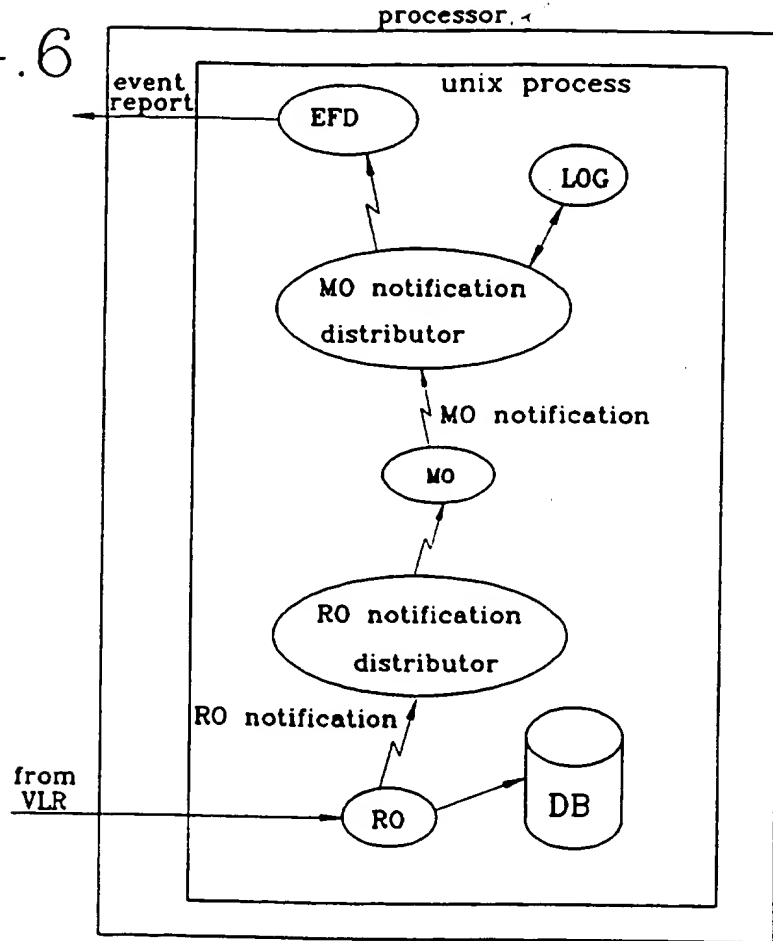 processor
.6
event
report
unix process
EFD
LOG
MO notification
distributor
MO notification
MO
RO notification
distributor
RO notification
from
VLR
RO
DB